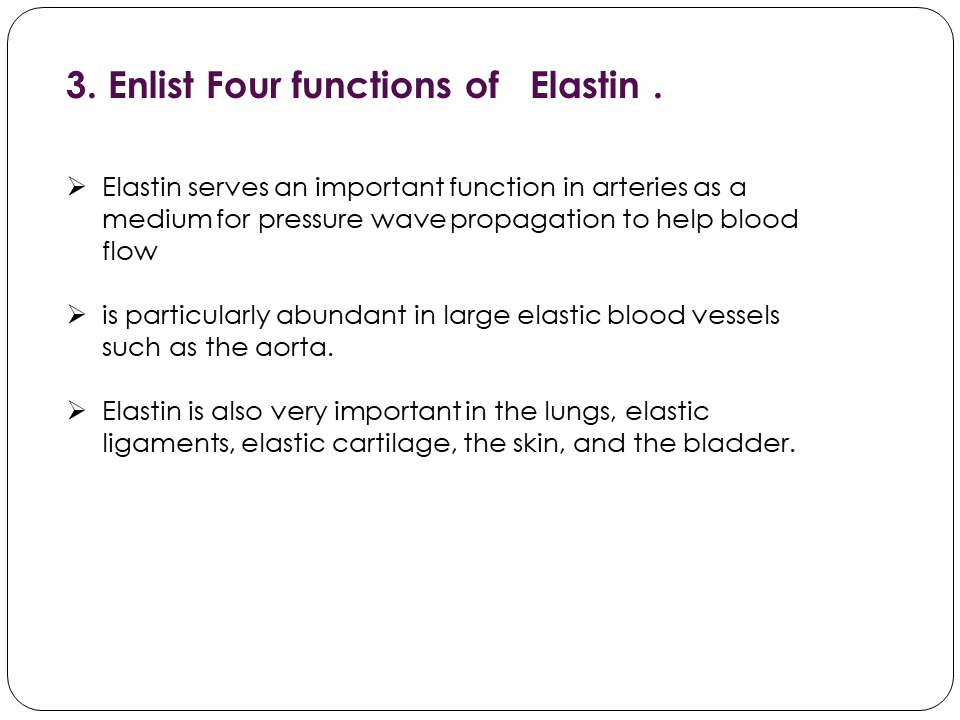 3. Enlist Four functions of Elastin .
➢ Elastin serves an important function in arteries as a
medium for pressure wave propagation to help blood
flow
➢ is particularly abundant in large elastic blood vessels
such as the aorta.
➢ Elastin is also very important in the lungs, elastic
ligaments, elastic cartilage, the skin, and the bladder.